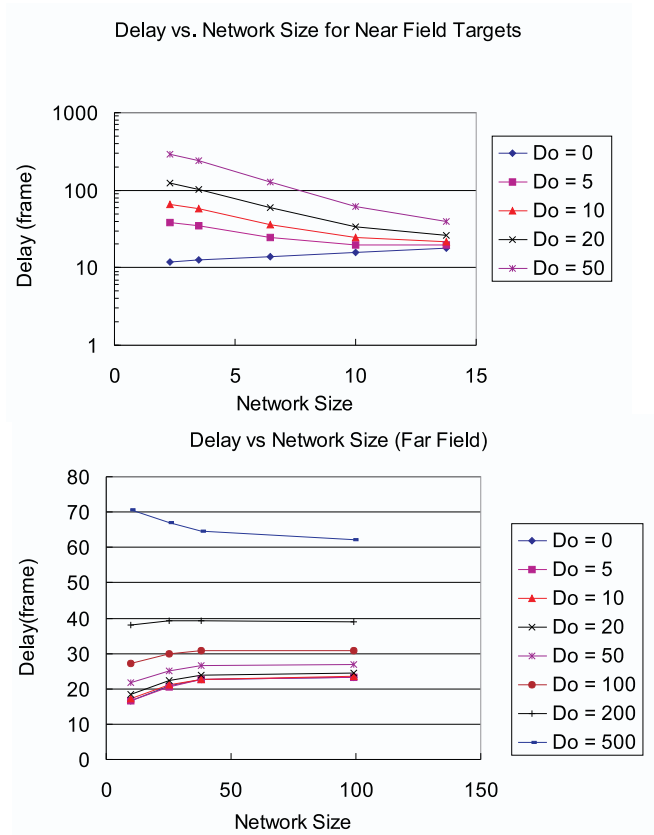 Delay vs. Network Size for Near Field Targets
1000
100
10
1
0
5
10
15
Delay (frame)
Network Size
Do = 0
Do = 5
Do = 10
Do = 20
Do = 50
Delay vs Network Size (Far Field)
80
70
60
50
40
30
20
10
0
0
50
100
150
Delay(frame)
Network Size
Do = 0
Do = 5
Do = 10
Do = 20
Do = 50
Do = 100
Do = 200
Do = 500